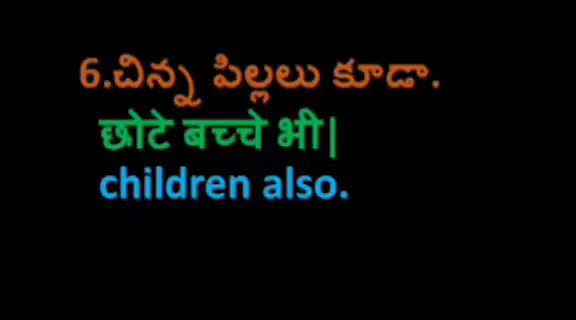 6.చిన్న పిల్లలు కూడా.
छोटे बच्चे भी|
children also.